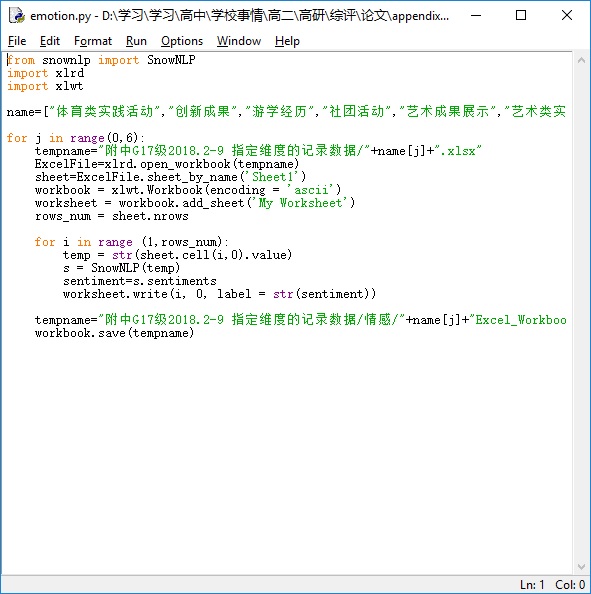 emotion.py - D:\学习\学习\高中\学校事情\高二\高研\综评\论文\appendix...
File Edit Format Run Options Window Help
from snownlp import SnowNLP
import xlrd
import xlwt
name=["体育类实践活动","创新成果","游学经历","社团活动","艺术成果展示","艺术类实
for j in range(0,6):
    tempname="附中G17级2018.2-9 指定维度的记录数据/"+name[j]+".xlsx"
    ExcelFile=xlrd.open_workbook(tempname)
    sheet=ExcelFile.sheet_by_name('Sheet1')
    workbook = xlwt.Workbook(encoding = 'ascii')
    worksheet = workbook.add_sheet('My Worksheet')
    rows_num = sheet.nrows
    for i in range (1,rows_num):
        temp = str(sheet.cell(i,0).value)
        s = SnowNLP(temp)
        sentiment=s.sentiments
        worksheet.write(i, 0, label = str(sentiment))
    tempname="附中G17级2018.2-9 指定维度的记录数据/情感/"+name[j]+"Excel_Workboo
    workbook.save(tempname)
Ln: 1 Col: 0